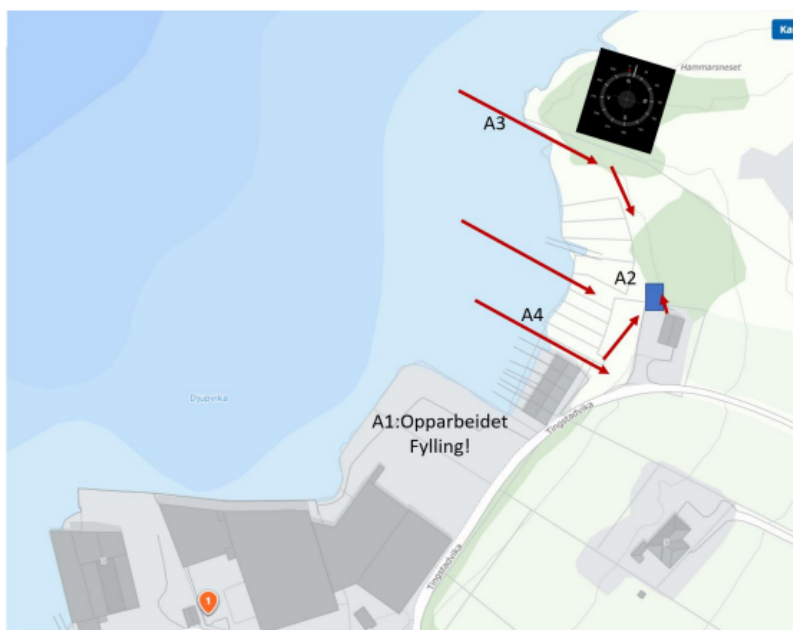 Ka
Hammarsneset
A3
A2
A4
Djupvika
A1:Opparbeidet
Fylling!
Tingstadvika
Tingstadvika
1